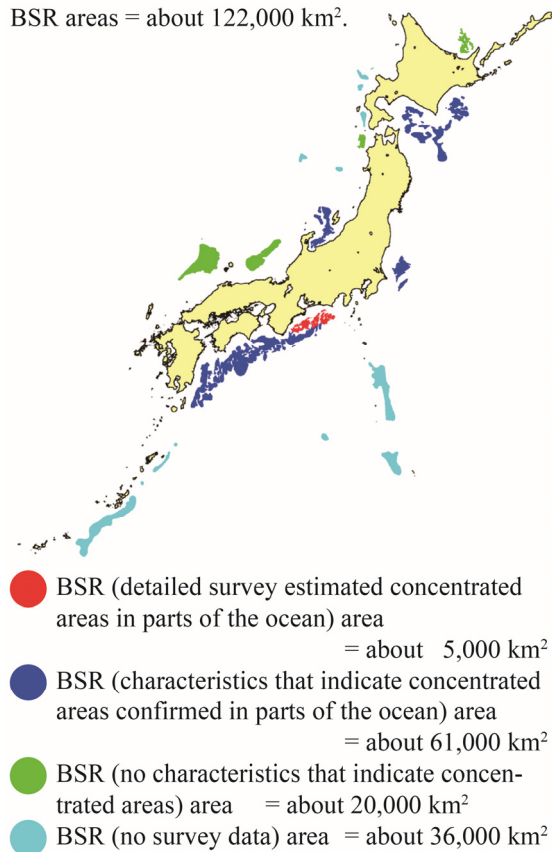 BSR areas = about 122,000 km².
BSR (detailed survey estimated concentrated
areas in parts of the ocean) area
= about 5,000 km²
BSR (characteristics that indicate concentrated
areas confirmed in parts of the ocean) area
= about 61,000 km²
BSR (no characteristics that indicate concen-
trated areas) area = about 20,000 km²
BSR (no survey data) area = about 36,000 km²